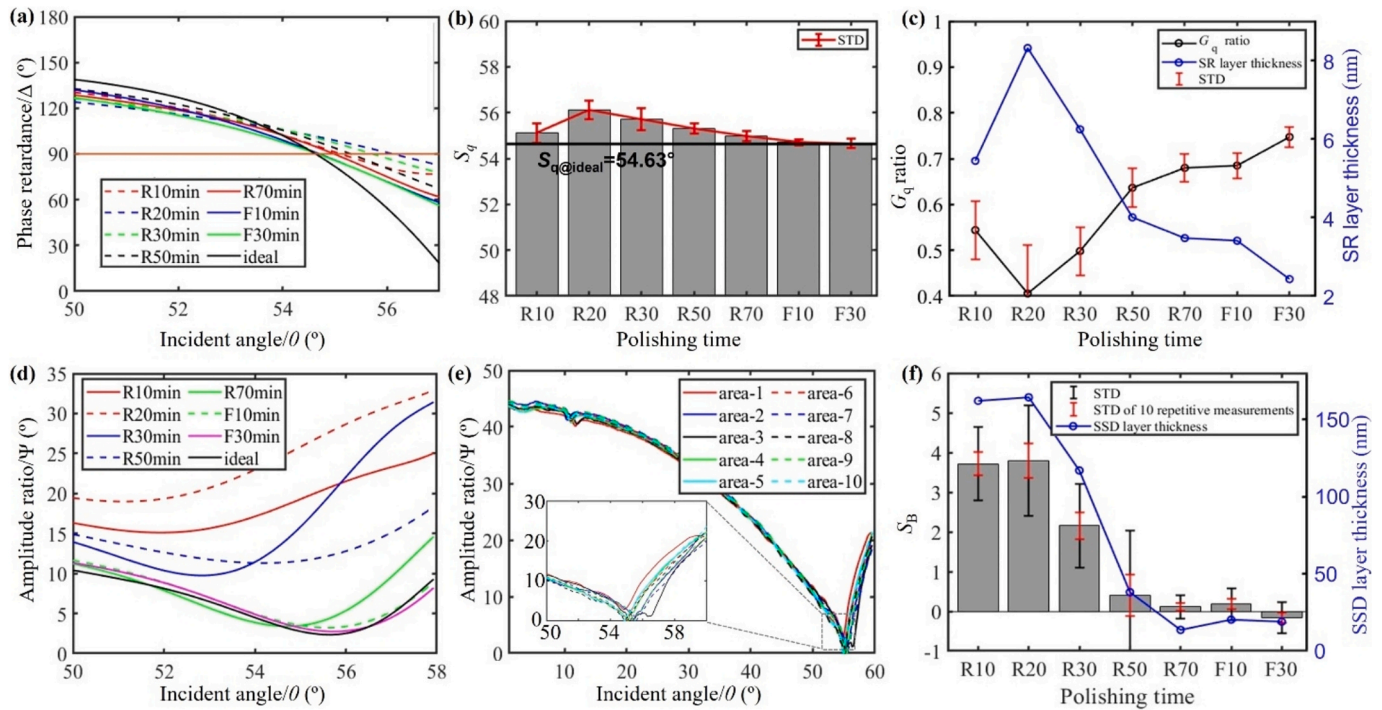 (a)
180
150
120
90
60
30
0
Phase retardance/Δ (º)
R10min
R20min
R30min
R50min
R70min
F10min
F30min
ideal
50
52
54
56
Incident angle/θ (º)
(b)
60
58
56
54
52
50
48
Sq
STD
Sq@ideal=54.63°
R10
R20
R30
R50
R70
F10
F30
Polishing time
(c)
1
0.9
0.8
0.7
0.6
0.5
0.4
Gq ratio
Gq ratio
SR layer thickness
STD
8
6
4
2
SR layer thickness (nm)
R10
R20
R30
R50
R70
F10
F30
Polishing time
(d)
35
30
25
20
15
10
5
0
Amplitude ratio/Ψ (º)
R10min
R20min
R30min
R50min
R70min
F10min
F30min
ideal
50
52
54
56
58
Incident angle/θ (º)
(e)
50
40
30
20
10
0
Amplitude ratio/Ψ (º)
area-1
area-2
area-3
area-4
area-5
area-6
area-7
area-8
area-9
area-10
30
20
10
0
50
54
58
10
20
30
40
50
60
Incident angle/θ (º)
(f)
6
5
4
3
2
1
0
-1
SB
STD
STD of 10 repetitive measurements
SSD layer thickness
150
100
50
0
SSD layer thickness (nm)
R10
R20
R30
R50
R70
F10
F30
Polishing time